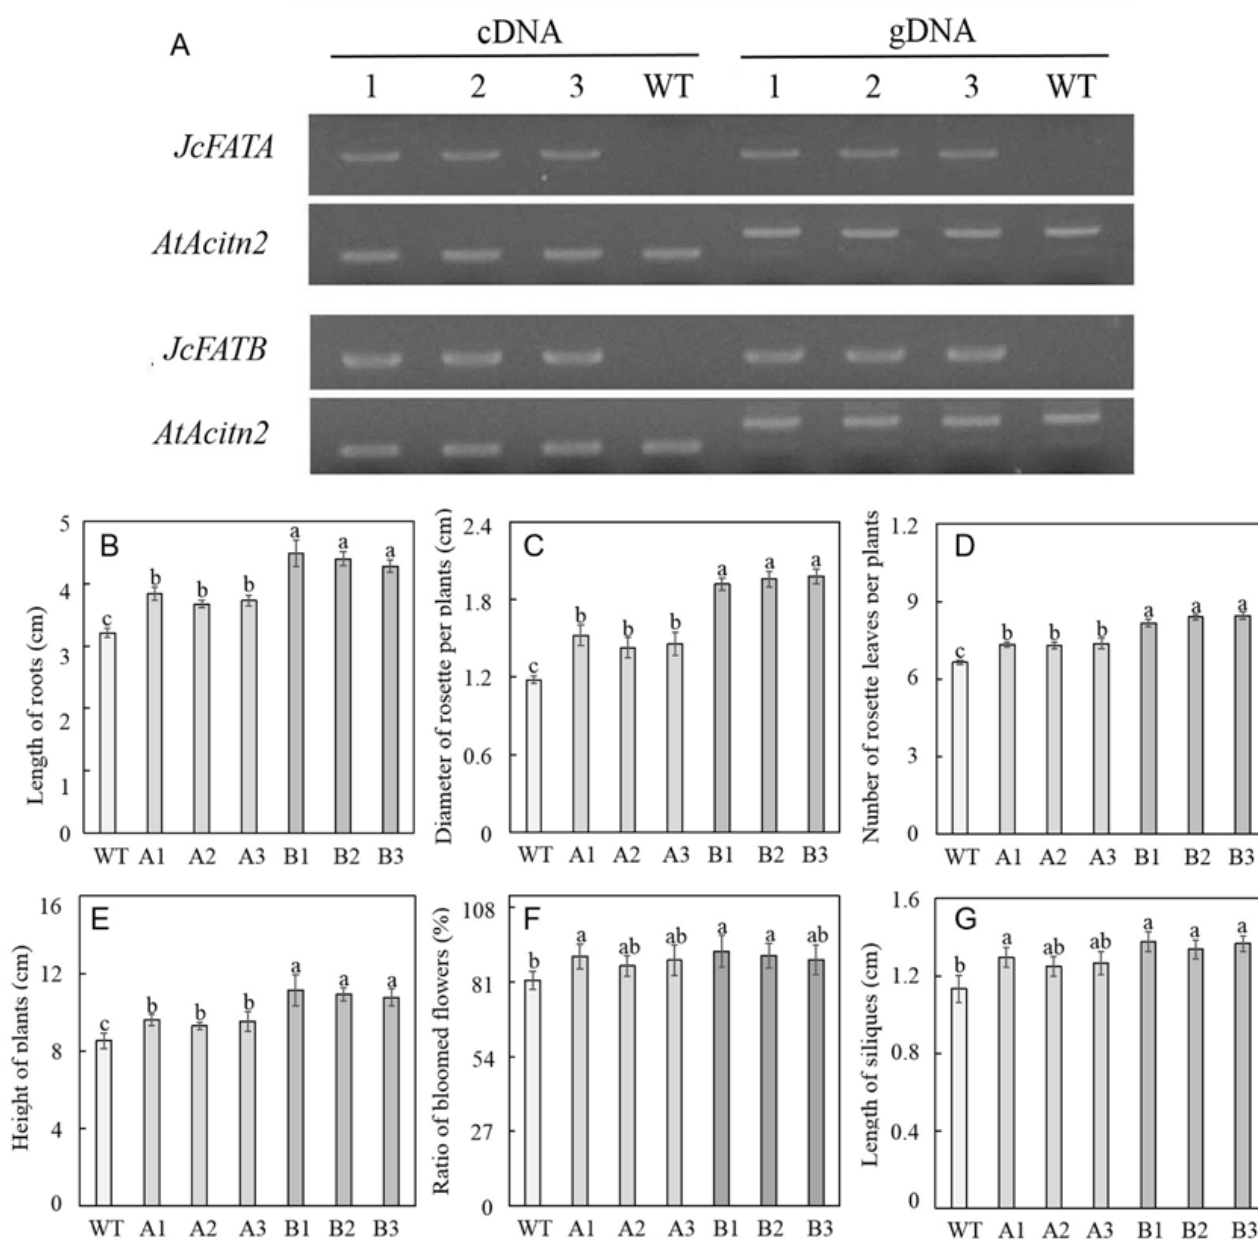 A
cDNA gDNA
1 2 3 WT 1 2 3 WT
JcFATA
AtAcitn2
JcFATB
AtAcitn2
B
Length of roots (cm)
5
4
3
2
1
0
c b b b a a a
WT A1 A2 A3 B1 B2 B3
C
Diameter of rosette per plants (cm)
2.4
1.8
1.2
0.6
0
c b b b a a a
WT A1 A2 A3 B1 B2 B3
D
Nunber of rosette leaves per plants
1.2
9
6
3
0
c b b b a a a
WT A1 A2 A3 B1 B2 B3
E
Height of plants (cm)
16
12
8
4
0
c b b b a a a
WT A1 A2 A3 B1 B2 B3
F
Ratio of bloomed flowers (%)
108
81
54
27
0
b a ab ab a a ab
WT A1 A2 A3 B1 B2 B3
G
Length of siliques (cm)
1.6
1.2
0.8
0.4
0
b a ab ab a a a
WT A1 A2 A3 B1 B2 B3